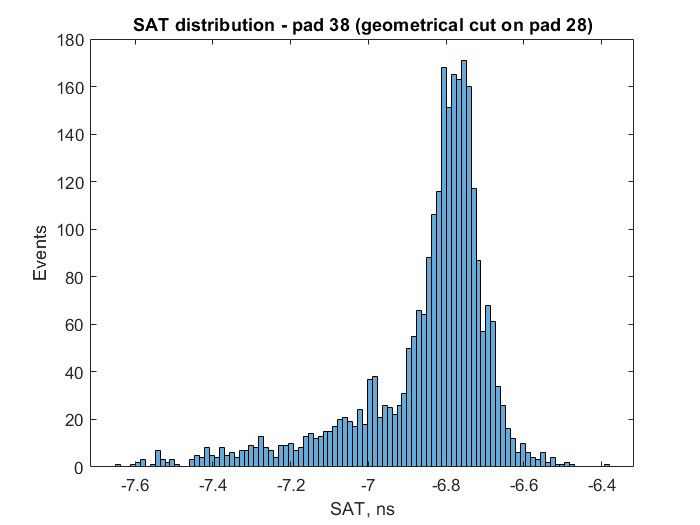 SAT distribution - pad 38 (geometrical cut on pad 28)
180
160
140
120
100
80
60
40
20
0
Events
-7.6 -7.4 -7.2 -7 -6.8 -6.6 -6.4
SAT, ns